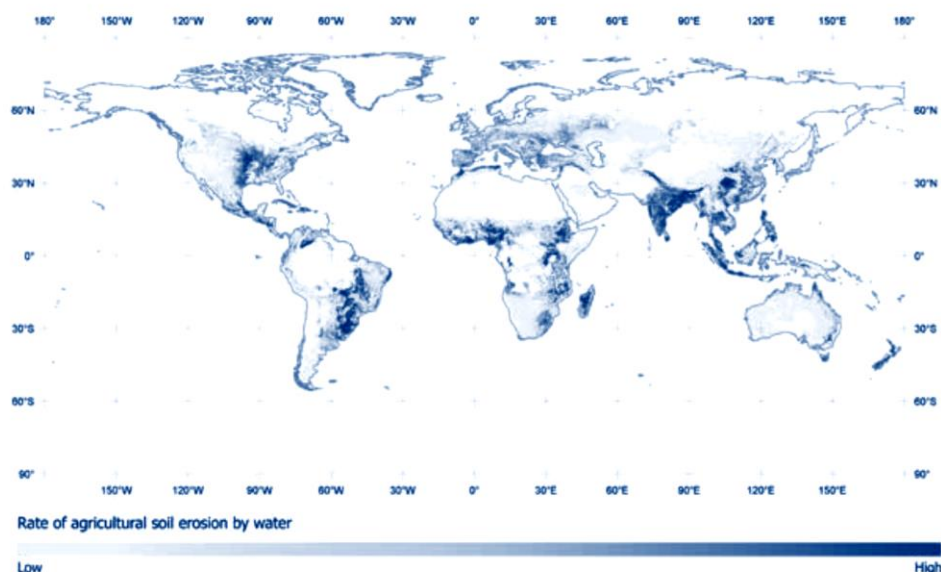 180° 150°W 120°W 90°W 60°W 30°W 0° 30°E 60°E 90°E 120°E 150°E 180°
60°N 60°N
30°N 30°N
0° 0°
30°S 30°S
60°S 60°S
90° 90°
150°W 120°W 90°W 60°W 30°W 0° 30°E 60°E 90°E 120°E 150°E
Rate of agricultural soil erosion by water
Low High